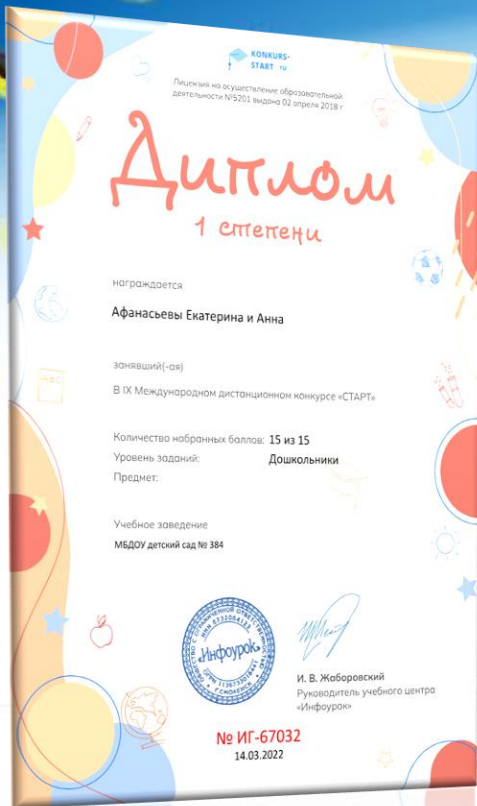 KONKURS-
START ru
Лицензия на осуществление образовательной
деятельности №5201 выдана 02 апреля 2018 г
Диплом
1 степени
награждается
Афанасьевы Екатерина и Анна
занявший(-ая)
В IX Международном дистанционном конкурсе «СТАРТ»
Количество набранных баллов: 15 из 15
Уровень заданий: Дошкольники
Предмет:
Учебное заведение
МБДОУ детский сад № 384
«Инфоурок»
И. В. Жаборовский
Руководитель учебного центра
«Инфоурок»
№ ИГ-67032
14.03.2022